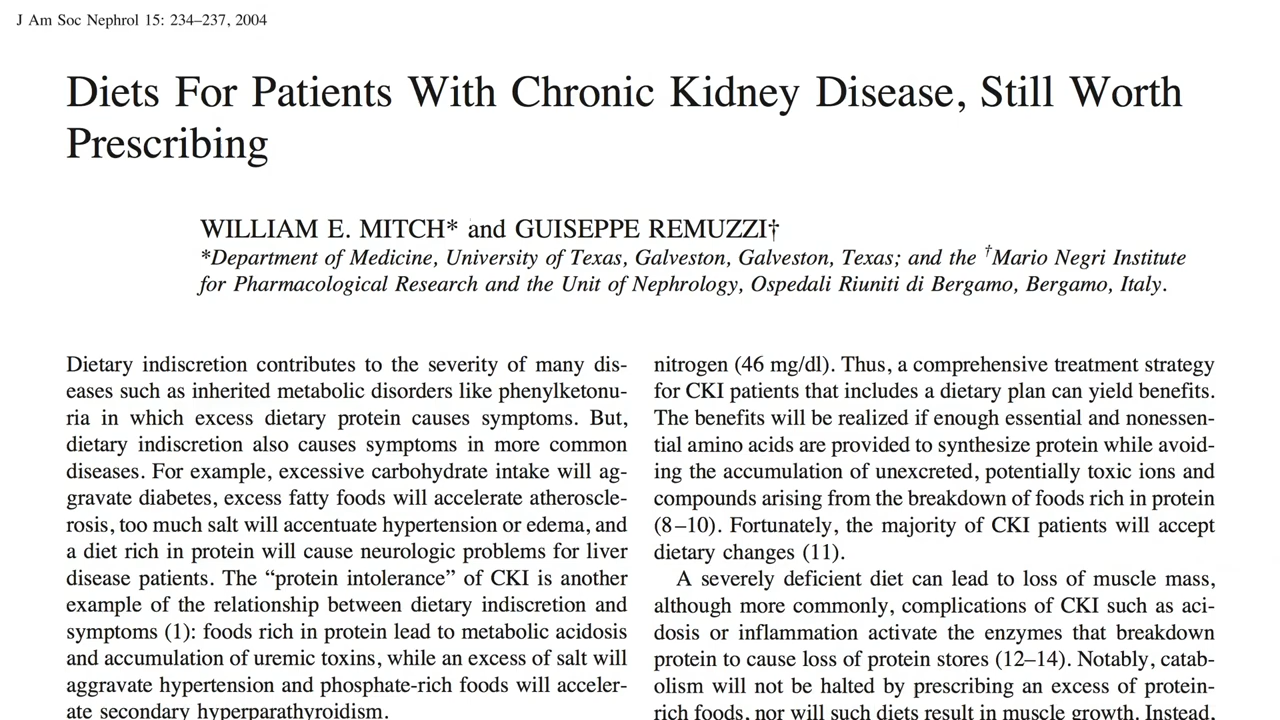 J Am Soc Nephrol 15: 234–237, 2004
Diets For Patients With Chronic Kidney Disease, Still Worth
Prescribing
WILLIAM E. MITCH* and GUISEPPE REMUZZI†
*Department of Medicine, University of Texas, Galveston, Galveston, Texas; and the †Mario Negri Institute
for Pharmacological Research and the Unit of Nephrology, Ospedali Riuniti di Bergamo, Bergamo, Italy.
Dietary indiscretion contributes to the severity of many dis-
eases such as inherited metabolic disorders like phenylketonu-
ria in which excess dietary protein causes symptoms. But,
dietary indiscretion also causes symptoms in more common
diseases. For example, excessive carbohydrate intake will ag-
gravate diabetes, excess fatty foods will accelerate atheroscle-
rosis, too much salt will accentuate hypertension or edema, and
a diet rich in protein will cause neurologic problems for liver
disease patients. The “protein intolerance” of CKI is another
example of the relationship between dietary indiscretion and
symptoms (1): foods rich in protein lead to metabolic acidosis
and accumulation of uremic toxins, while an excess of salt will
aggravate hypertension and phosphate-rich foods will acceler-
ate secondary hyperparathyroidism.
nitrogen (46 mg/dl). Thus, a comprehensive treatment strategy
for CKI patients that includes a dietary plan can yield benefits.
The benefits will be realized if enough essential and nonessen-
tial amino acids are provided to synthesize protein while avoid-
ing the accumulation of unexcreted, potentially toxic ions and
compounds arising from the breakdown of foods rich in protein
(8–10). Fortunately, the majority of CKI patients will accept
dietary changes (11).
A severely deficient diet can lead to loss of muscle mass,
although more commonly, complications of CKI such as aci-
dosis or inflammation activate the enzymes that breakdown
protein to cause loss of protein stores (12–14). Notably, catab-
olism will not be halted by prescribing an excess of protein-
rich foods, nor will such diets result in muscle growth. Instead,